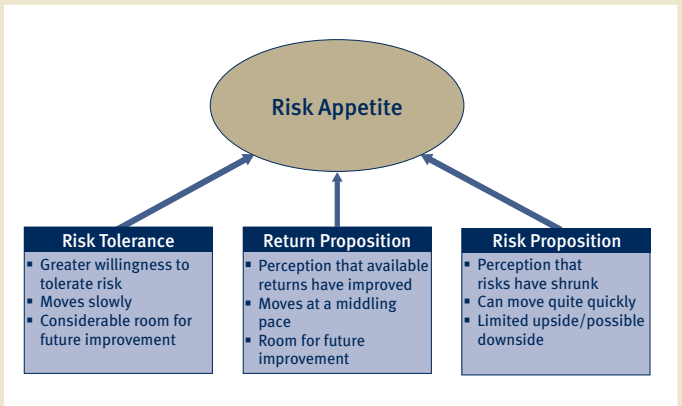 Risk Appetite
Risk Tolerance
▪ Greater willingness to
tolerate risk
▪ Moves slowly
▪ Considerable room for
future improvement
Return Proposition
▪ Perception that available
returns have improved
▪ Moves at a middling
pace
▪ Room for future
improvement
Risk Proposition
▪ Perception that
risks have shrunk
▪ Can move quite quickly
▪ Limited upside/possible
downside